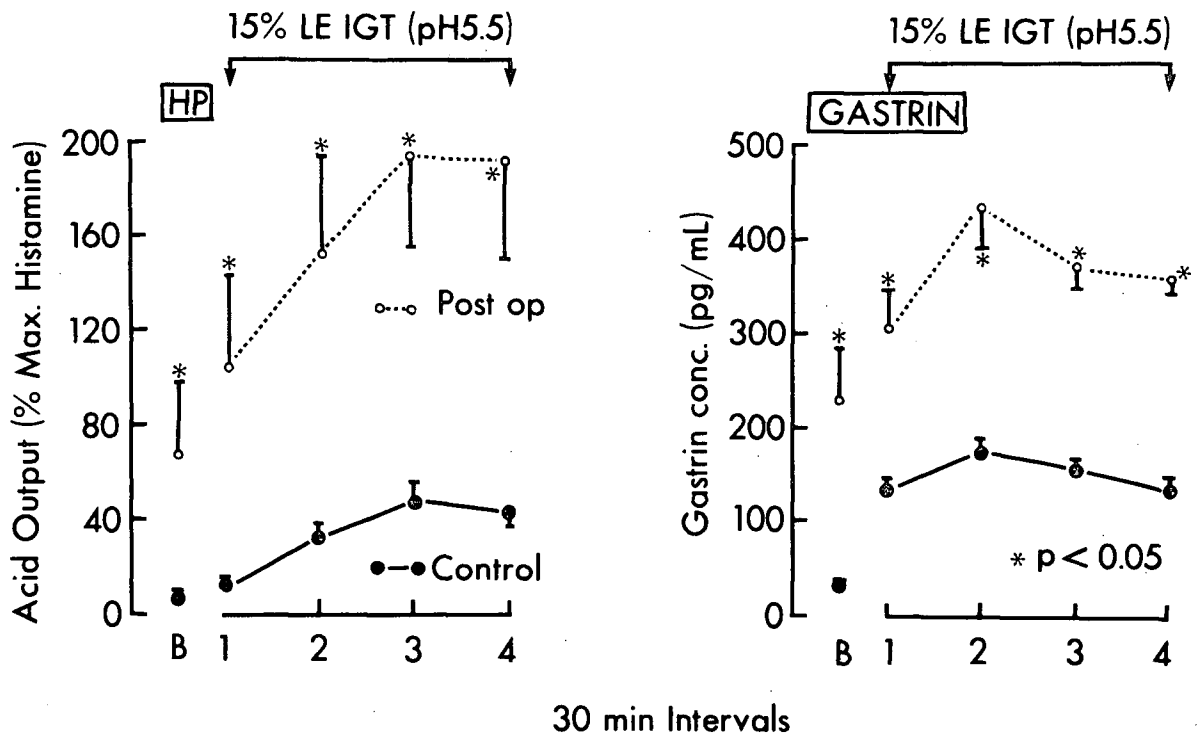 15% LE IGT (pH5.5)
HP
Acid Output (% Max. Histamine)
200
160
120
80
40
0
* * * * *
Post op
Control
B 1 2 3 4
15% LE IGT (pH5.5)
GASTRIN
Gastrin conc. (pg/mL)
500
400
300
200
100
0
* * * * *
* p < 0.05
B 1 2 3 4
30 min Intervals